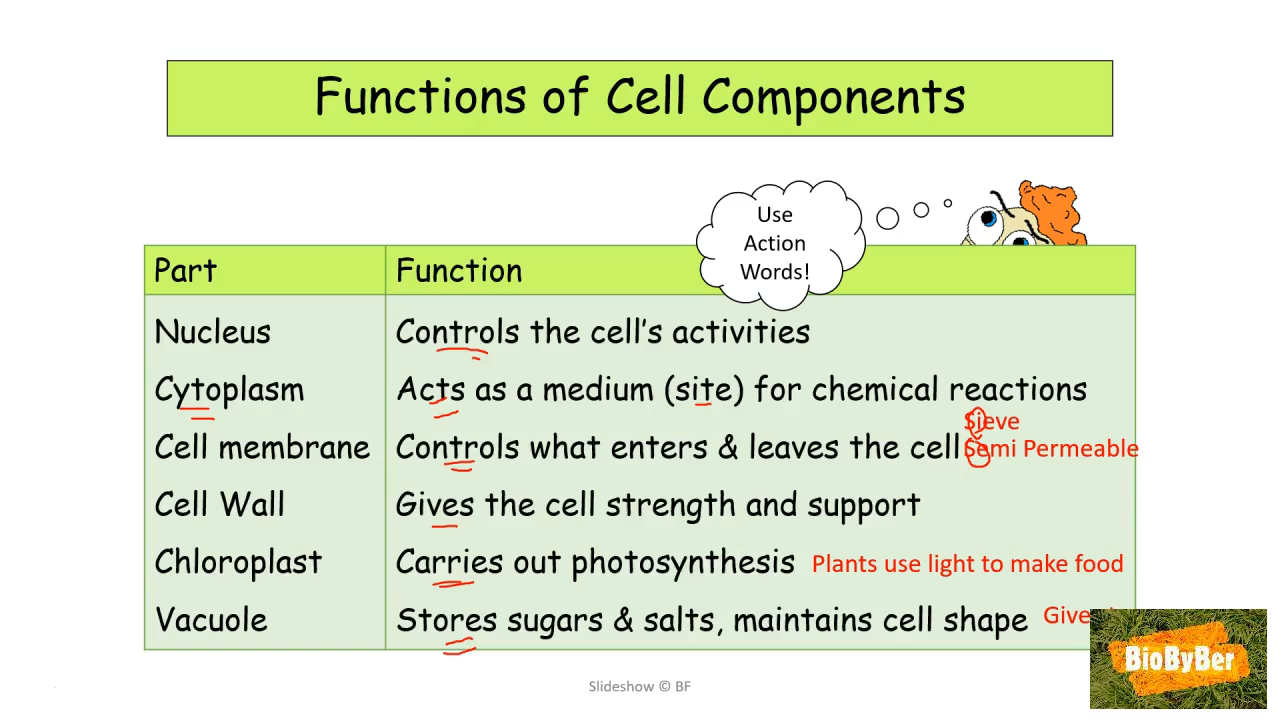 Functions of Cell Components
Use
Action
Words!
Part Function
Nucleus Controls the cell's activities
Cytoplasm Acts as a medium (site) for chemical reactions
Sieve
Cell membrane Controls what enters & leaves the cell Semi Permeable
Cell Wall Gives the cell strength and support
Chloroplast Carries out photosynthesis Plants use light to make food
Vacuole Stores sugars & salts, maintains cell shape
BioByBer
Slideshow © BF